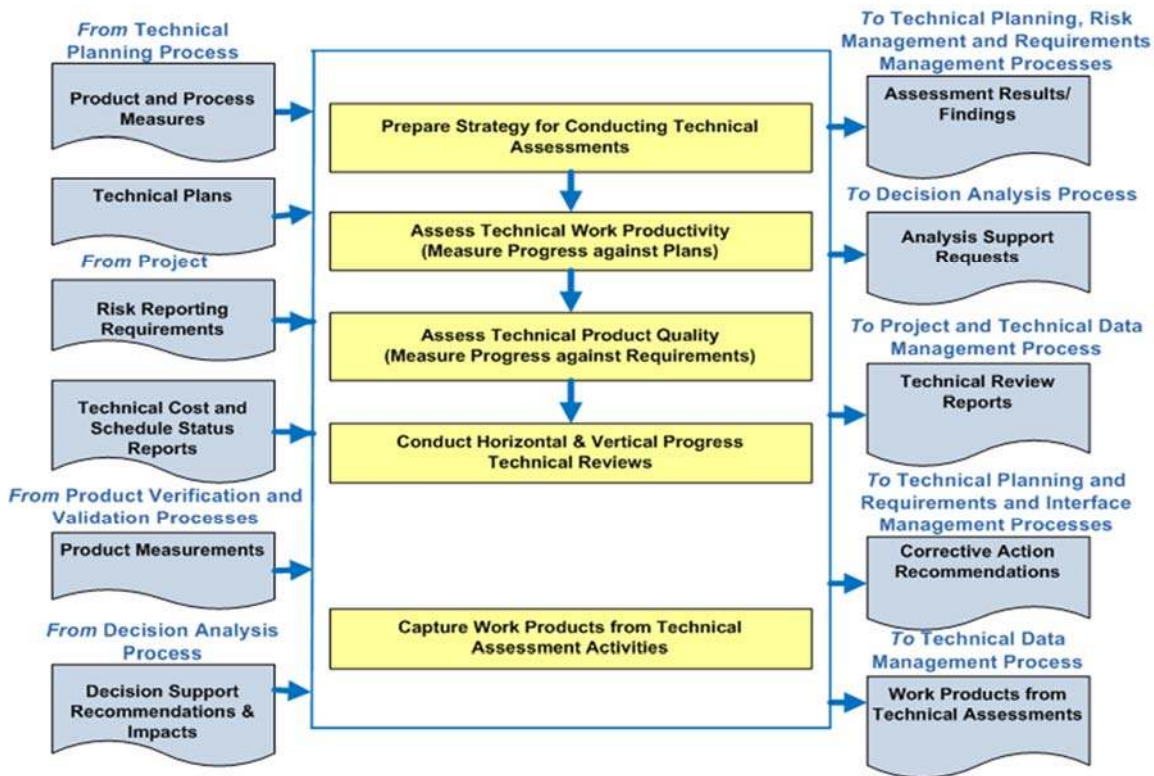 From Technical
Planning Process
Product and Process
Measures
Technical Plans
From Project
Risk Reporting
Requirements
Technical Cost and
Schedule Status
Reports
From Product Verification and
Validation Processes
Product Measurements
From Decision Analysis
Process
Decision Support
Recommendations &
Impacts
Prepare Strategy for Conducting Technical
Assessments
Assess Technical Work Productivity
(Measure Progress against Plans)
Assess Technical Product Quality
(Measure Progress against Requirements)
Conduct Horizontal & Vertical Progress
Technical Reviews
Capture Work Products from Technical
Assessment Activities
To Technical Planning, Risk
Management and Requirements
Management Processes
Assessment Results/
Findings
To Decision Analysis Process
Analysis Support
Requests
To Project and Technical Data
Management Process
Technical Review
Reports
To Technical Planning and
Requirements and Interface
Management Processes
Corrective Action
Recommendations
To Technical Data
Management Process
Work Products from
Technical Assessments